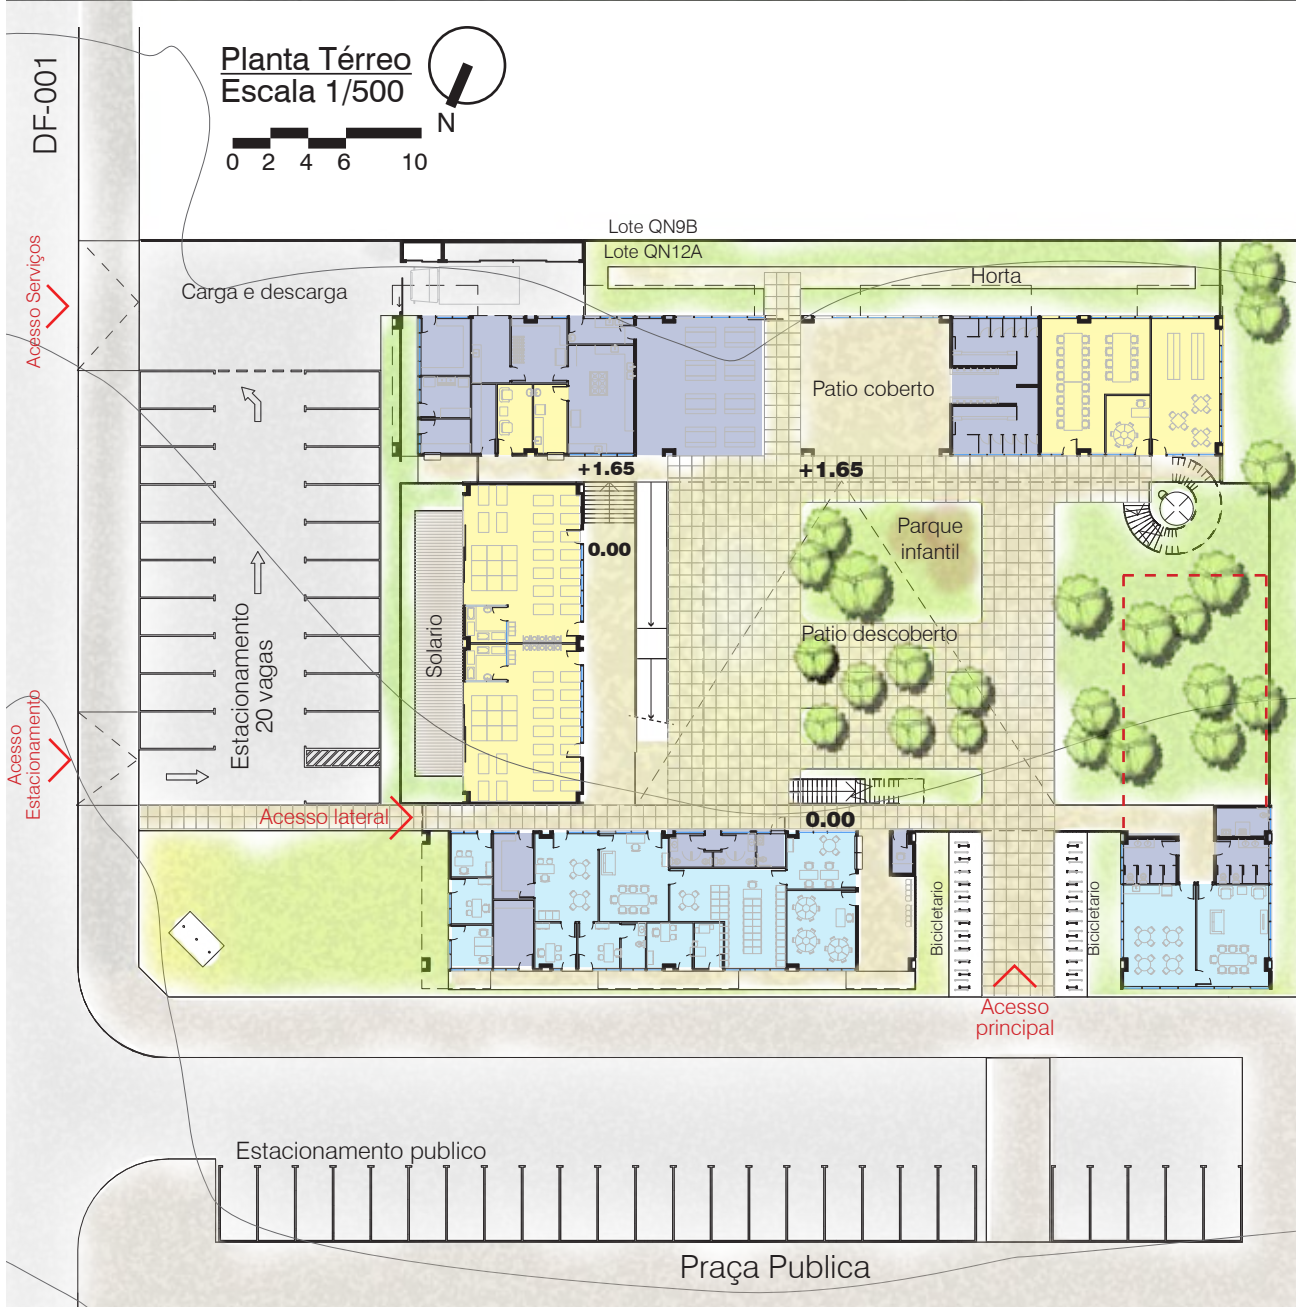 Planta Térreo
Escala 1/500
N
0 2 4 6 10
DF-001
Lote QN9B
Lote QN12A
Horta
Acesso Serviços
Carga e descarga
Patio coberto
+1.65
+1.65
0.00
Parque
infantil
Patio descoberto
Solario
Estacionamento
20 vagas
Acesso
Estacionamento
Acesso lateral
0.00
Bicicletario
Bicicletario
Acesso
principal
Estacionamento publico
Praça Publica